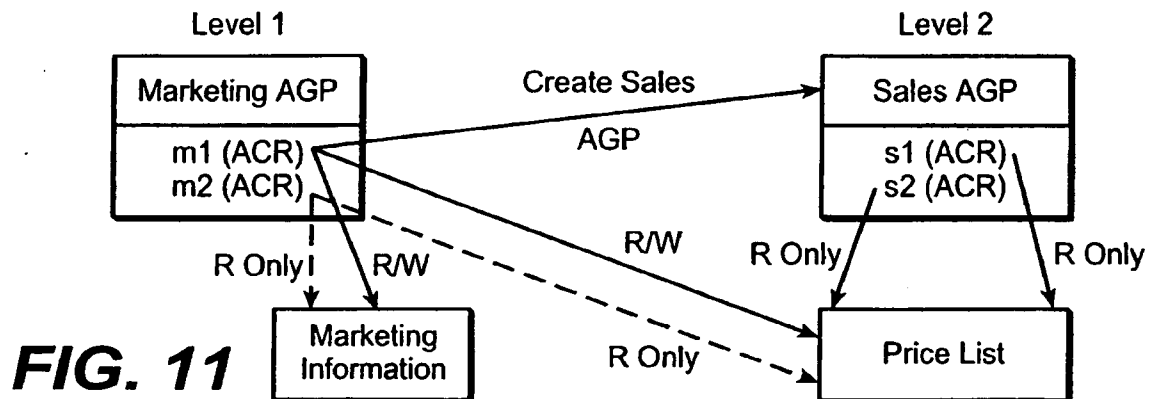 Level 1
Level 2
Marketing AGP
Create Sales
AGP
Sales AGP
m1 (ACR)
m2 (ACR)
s1 (ACR)
s2 (ACR)
R Only
R/W
R/W
R Only
R Only
R Only
Marketing
Information
Price List
FIG. 11